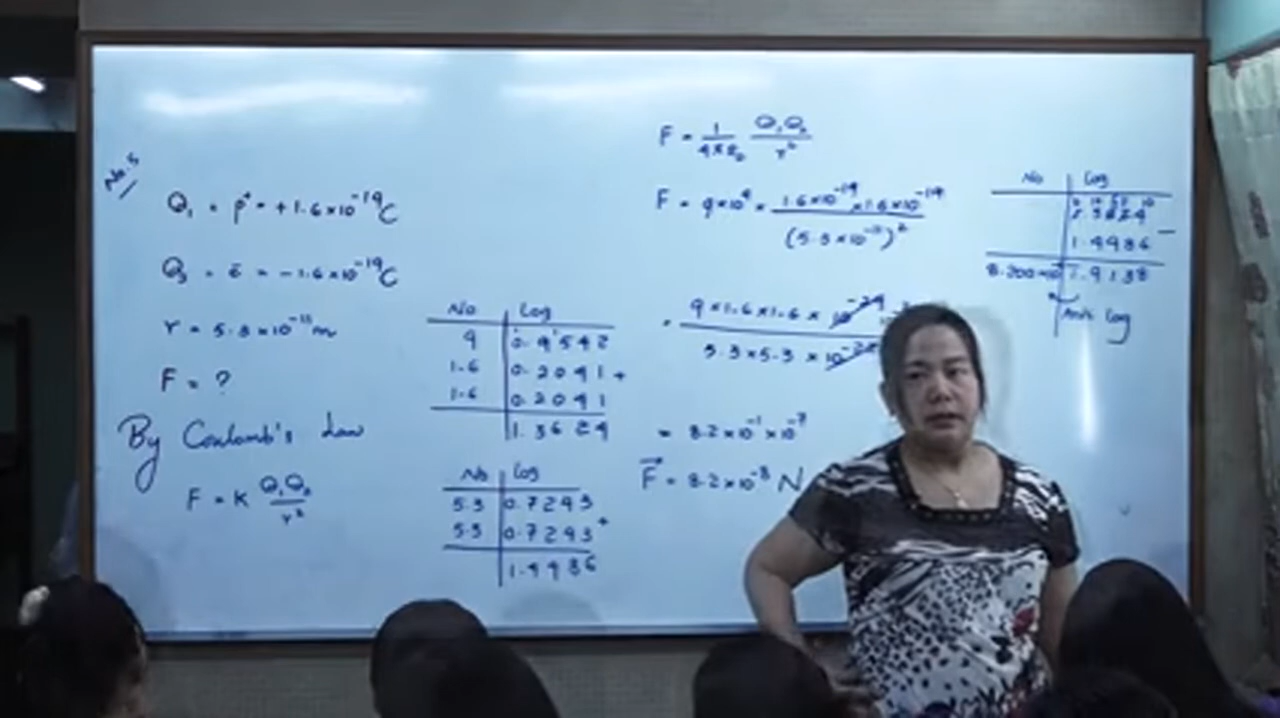 No. 5
Q₁ = p⁺ = +1.6×10⁻¹⁹C
Q₂ = ē = -1.6×10⁻¹⁹C
r = 5.3×10⁻¹¹m
F = ?
By Coulomb's Law
F = K Q₁Q₂/r²
No | Log
9 | 0.9542
1.6 | 0.2041 +
1.6 | 0.2041
1.3624
No | log
5.3 | 0.7243
5.3 | 0.7243 +
1.4486
F = 1/4πε₀ Q₁Q₂/r²
F = 9×10⁹ × 1.6×10⁻¹⁹ × 1.6×10⁻¹⁹
(5.3×10⁻¹¹)²
= 9×1.6×1.6×10⁻²⁹
5.3×5.3×10⁻²²
= 8.2×10⁻¹×10⁻⁷
F⃗ = 8.2×10⁻⁸ N
No | Log
1.3624
1.4486 −
8.200×10⁻¹ | 1̄.9138
Anti log